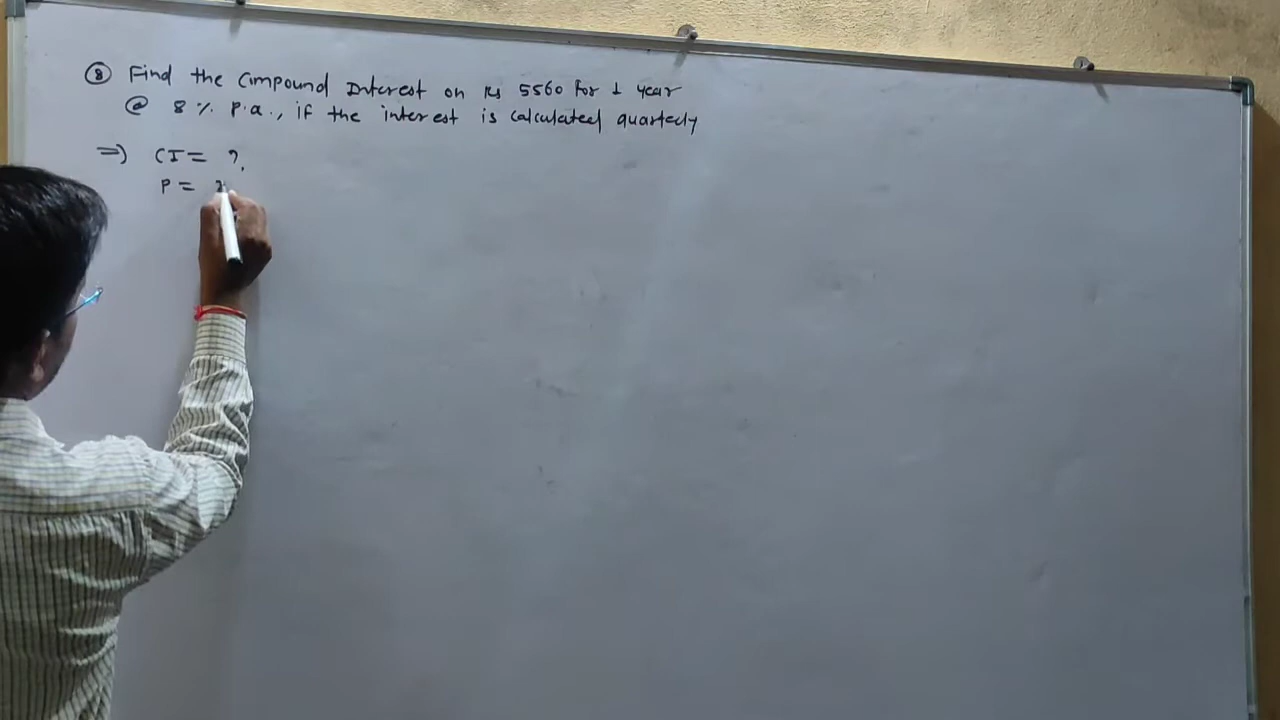 ⑧ Find the Compound Interest on Rs 5560 for 1 year
@ 8 % p.a., if the interest is calculated quarterly
=) CI = ?.
P =